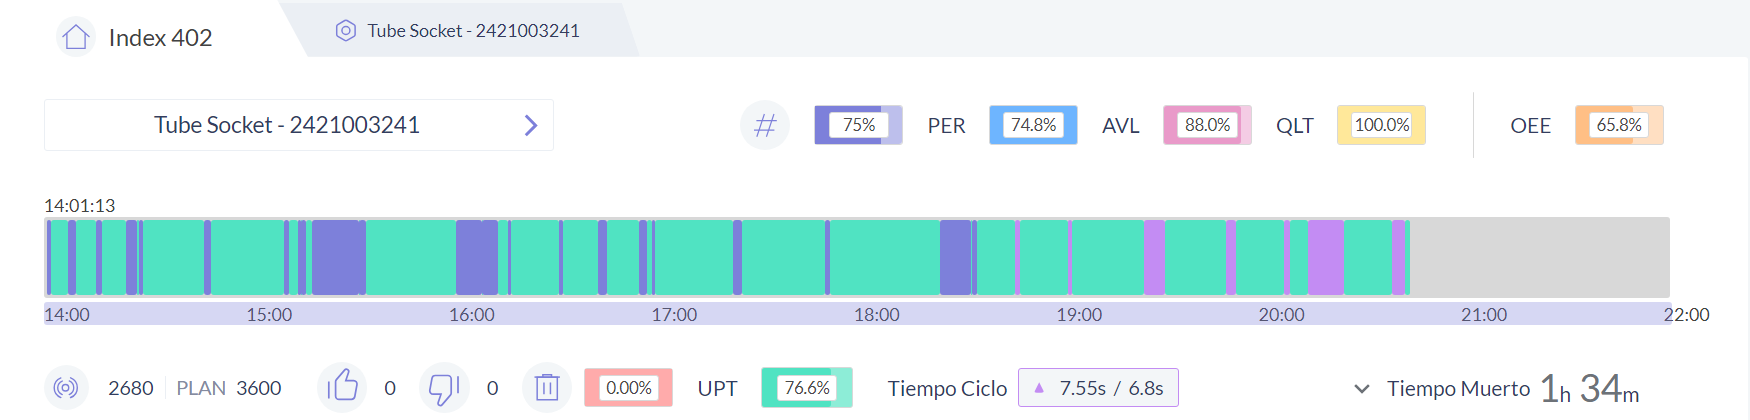 Index 402
Tube Socket - 2421003241
Tube Socket - 2421003241
# 75% PER 74.8% AVL 88.0% QLT 100.0% OEE 65.8%
14:01:13
14:00 15:00 16:00 17:00 18:00 19:00 20:00 21:00 22:00
2680 PLAN 3600 0 0 0.00% UPT 76.6% Tiempo Ciclo ▲ 7.55s / 6.8s Tiempo Muerto 1h 34m